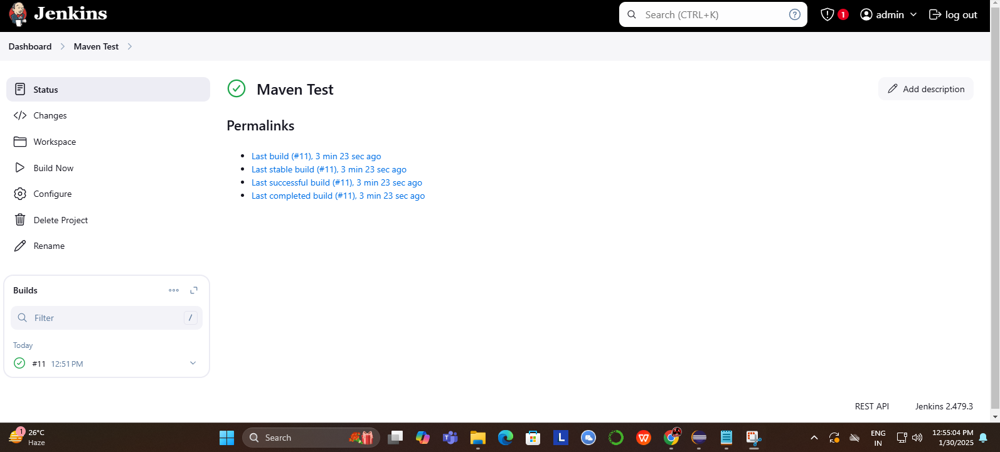 Jenkins
Search (CTRL+K)
?
1
admin
log out
Dashboard
Maven Test
Status
Changes
Workspace
Build Now
Configure
Delete Project
Rename
Maven Test
Add description
Permalinks
Last build (#11), 3 min 23 sec ago
Last stable build (#11), 3 min 23 sec ago
Last successful build (#11), 3 min 23 sec ago
Last completed build (#11), 3 min 23 sec ago
Builds
Filter
/
Today
#11 12:51 PM
REST API
Jenkins 2.479.3
1
26°C
Haze
Search
L
W
ENG
IN
12:55:04 PM
1/30/2025